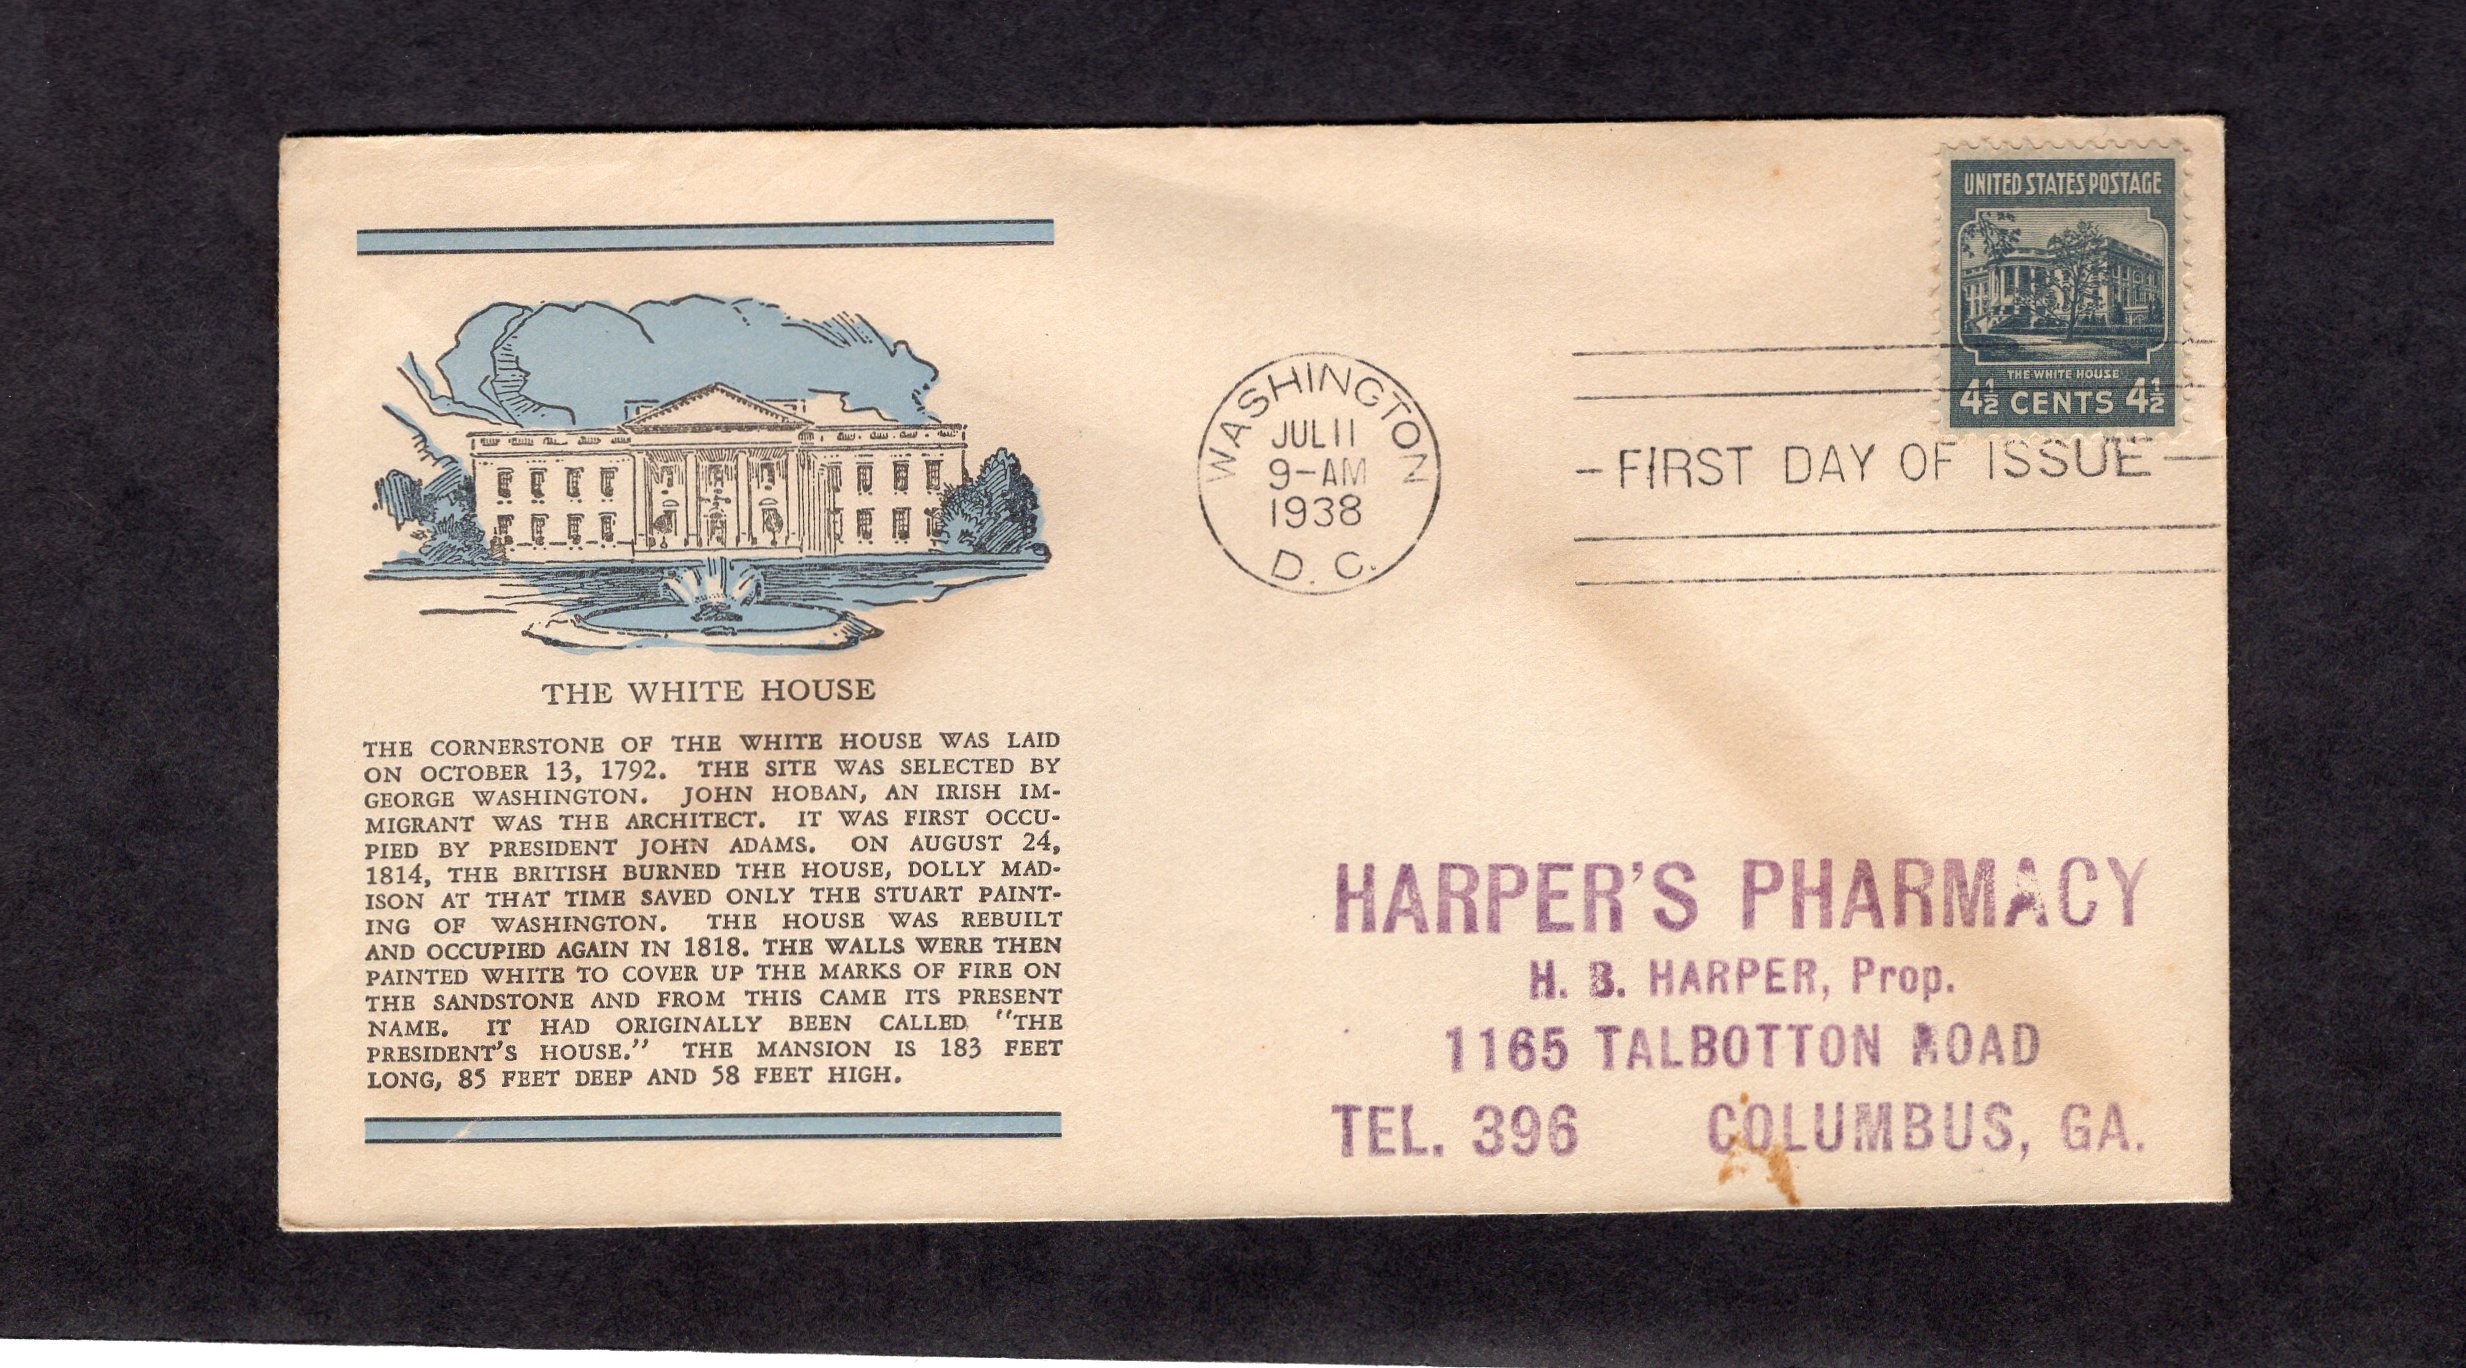 UNITED STATES POSTAGE
THE WHITE HOUSE
4½ CENTS 4½
WASHINGTON
JUL 11
9-AM
1938
D. C.
-FIRST DAY OF ISSUE-
THE WHITE HOUSE
THE CORNERSTONE OF THE WHITE HOUSE WAS LAID
ON OCTOBER 13, 1792. THE SITE WAS SELECTED BY
GEORGE WASHINGTON. JOHN HOBAN, AN IRISH IM-
MIGRANT WAS THE ARCHITECT. IT WAS FIRST OCCU-
PIED BY PRESIDENT JOHN ADAMS. ON AUGUST 24,
1814, THE BRITISH BURNED THE HOUSE, DOLLY MAD-
ISON AT THAT TIME SAVED ONLY THE STUART PAINT-
ING OF WASHINGTON. THE HOUSE WAS REBUILT
AND OCCUPIED AGAIN IN 1818. THE WALLS WERE THEN
PAINTED WHITE TO COVER UP THE MARKS OF FIRE ON
THE SANDSTONE AND FROM THIS CAME ITS PRESENT
NAME. IT HAD ORIGINALLY BEEN CALLED "THE
PRESIDENT'S HOUSE." THE MANSION IS 183 FEET
LONG, 85 FEET DEEP AND 58 FEET HIGH.
HARPER'S PHARMACY
H. B. HARPER, Prop.
1165 TALBOTTON ROAD
TEL. 396 COLUMBUS, GA.